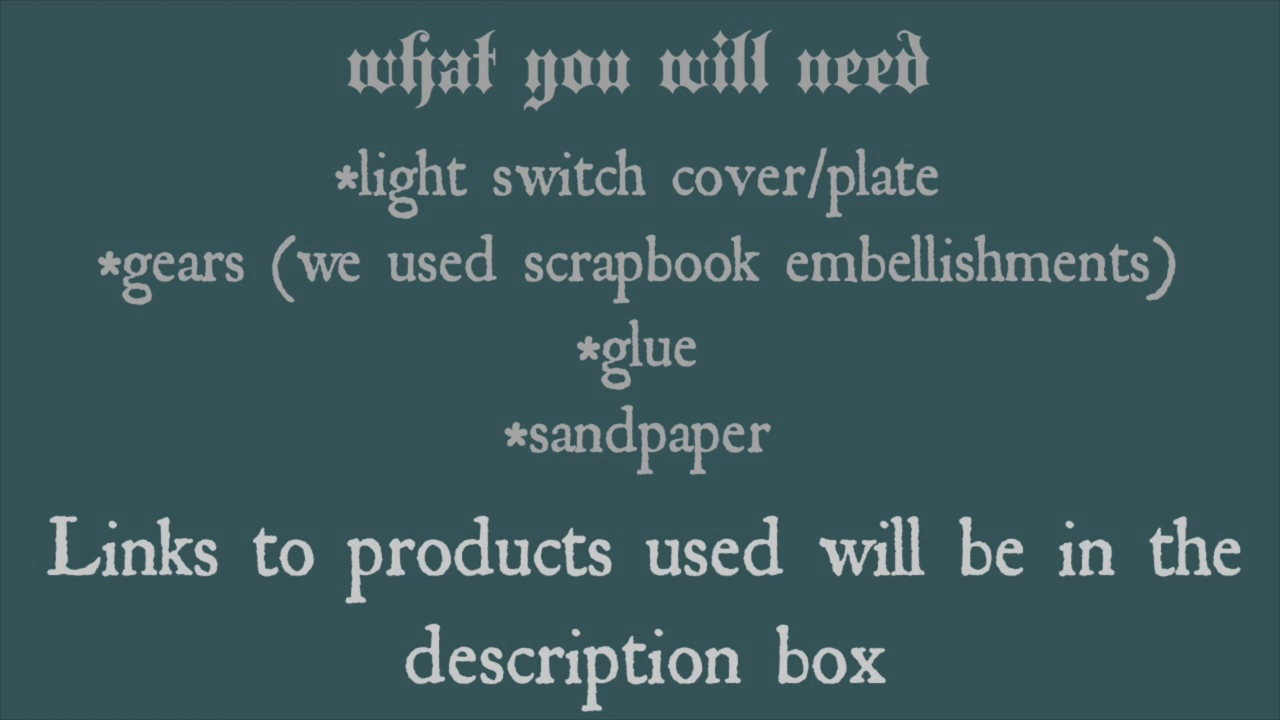 what you will need
*light switch cover/plate
*gears (we used scrapbook embellishments)
*glue
*sandpaper
Links to products used will be in the
description box